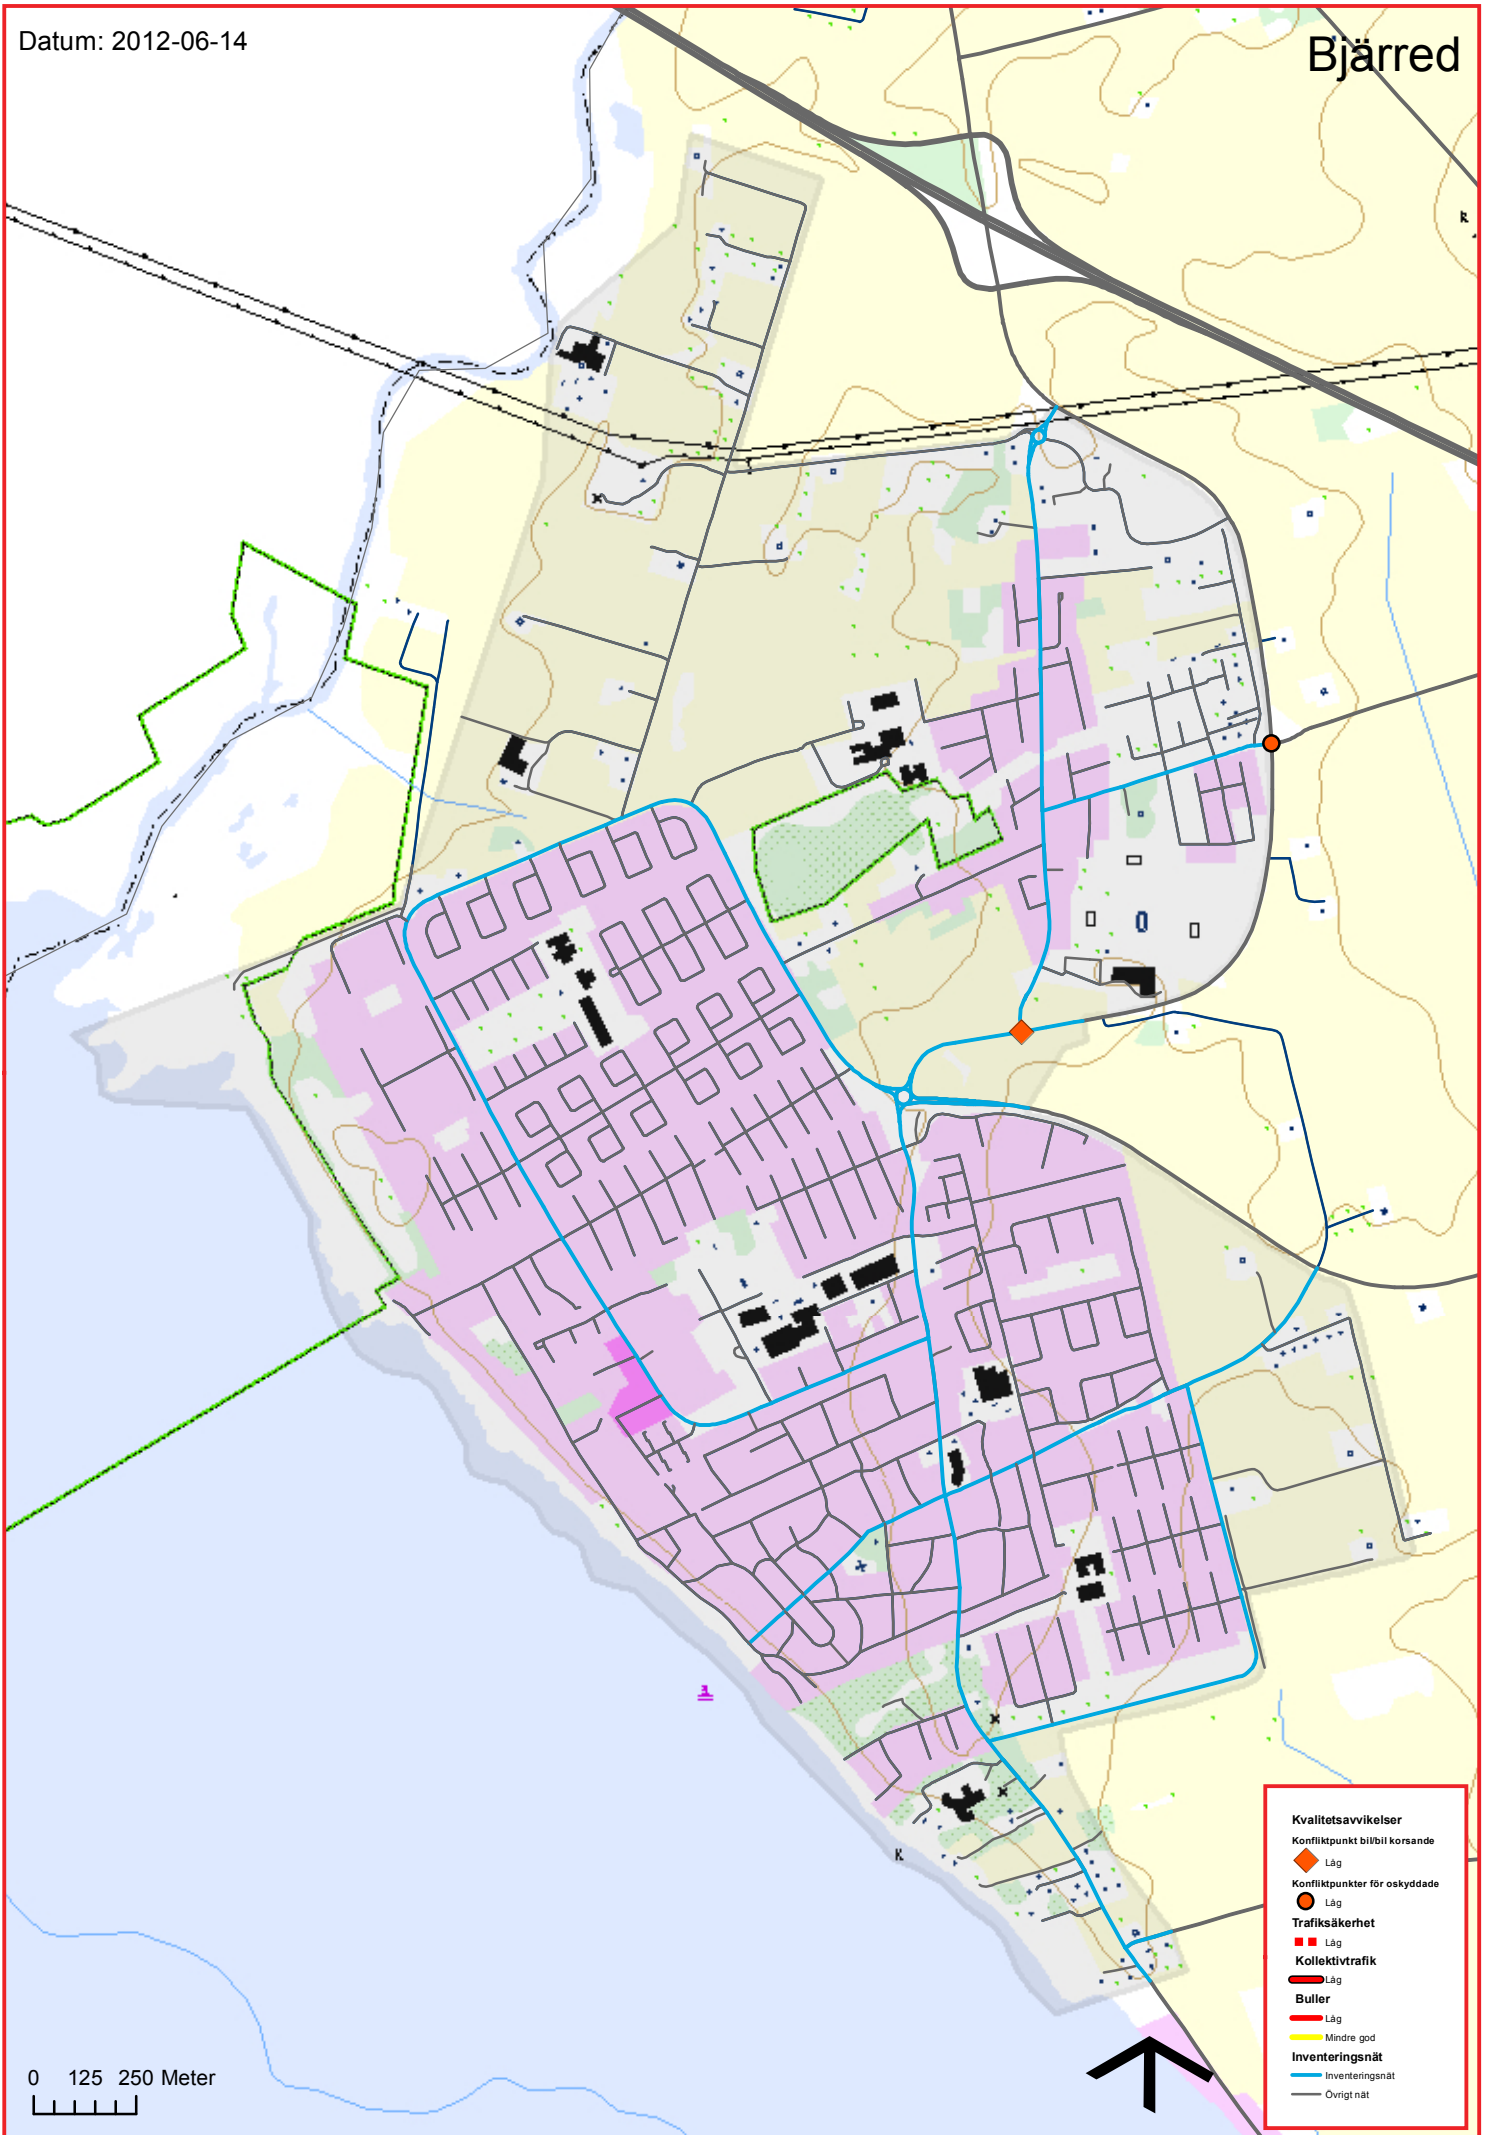 Datum: 2012-06-14
Bjärred
K
Kvalitetsavvikelser
Konfliktpunkt bil/bil korsande
Låg
Konfliktpunkter för oskyddade
Låg
Trafiksäkerhet
Låg
Kollektivtrafik
Låg
Buller
Låg
Mindre god
Inventeringsnät
Inventeringsnät
Övrigt nät
0 125 250 Meter